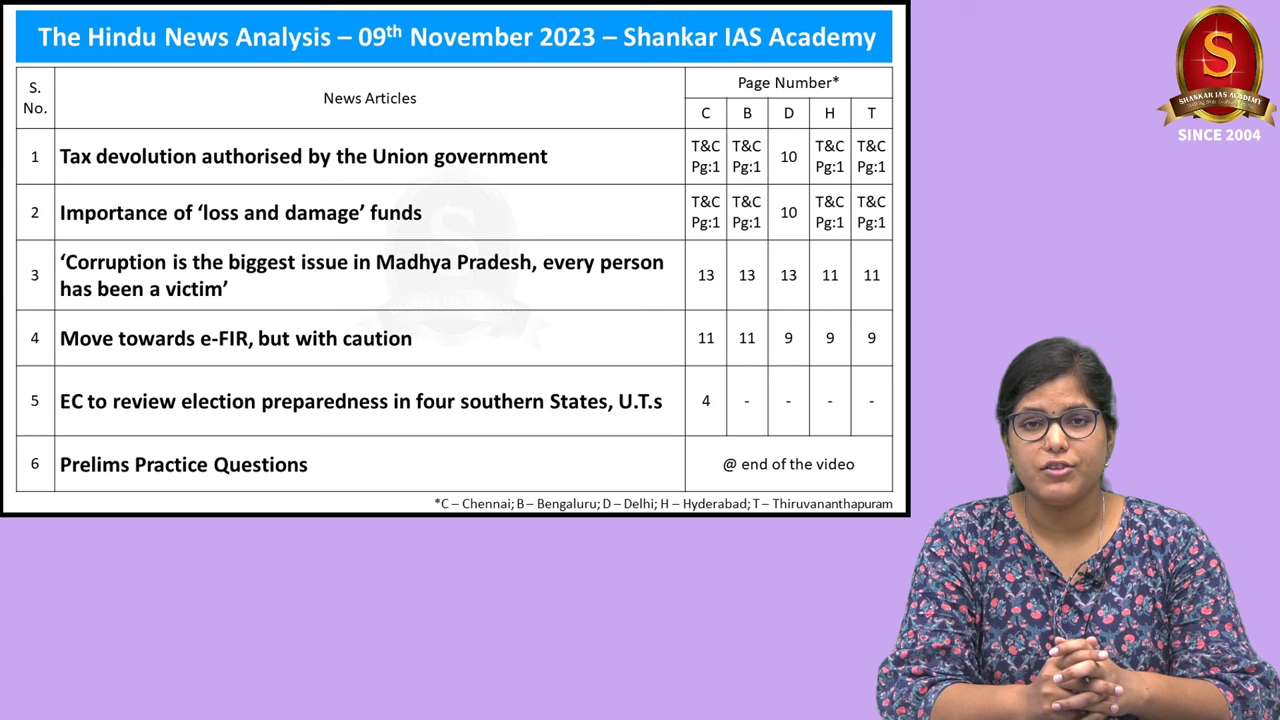 The Hindu News Analysis – 09th November 2023 – Shankar IAS Academy
S. No.
News Articles
Page Number*
C B D H T
1 Tax devolution authorised by the Union government T&C Pg:1 T&C Pg:1 10 T&C Pg:1 T&C Pg:1
2 Importance of ‘loss and damage’ funds T&C Pg:1 T&C Pg:1 10 T&C Pg:1 T&C Pg:1
3 ‘Corruption is the biggest issue in Madhya Pradesh, every person
has been a victim’ 13 13 13 11 11
4 Move towards e-FIR, but with caution 11 11 9 9 9
5 EC to review election preparedness in four southern States, U.T.s 4 - - - -
6 Prelims Practice Questions @ end of the video
*C – Chennai; B – Bengaluru; D – Delhi; H – Hyderabad; T – Thiruvananthapuram
S
SHANKAR IAS ACADEMY
SINCE 2004